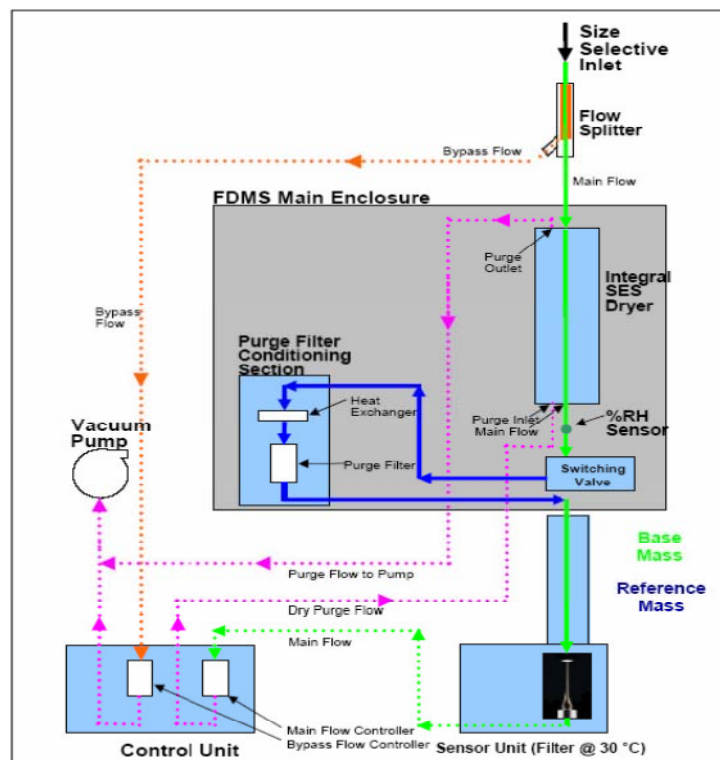 Size
Selective
Inlet
Flow
Splitter
Bypass Flow
Main Flow
FDMS Main Enclosure
Purge
Outlet
Integral
SES
Dryer
Bypass
Flow
Purge Filter
Conditioning
Section
Heat
Exchanger
Purge Filter
Purge Inlet
Main Flow
%RH
Sensor
Vacuum
Pump
Switching
Valve
Base
Mass
Reference
Mass
Purge Flow to Pump
Dry Purge Flow
Main Flow
Main Flow Controller
Bypass Flow Controller
Control Unit
Sensor Unit (Filter @ 30 °C)